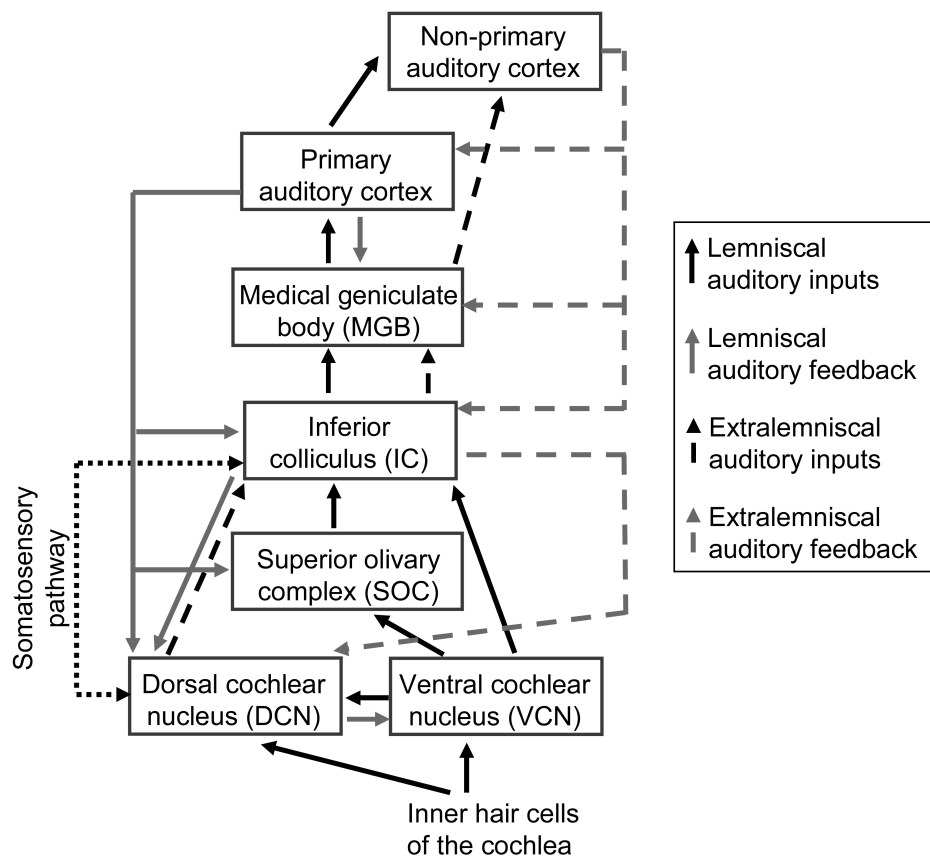 Non-primary
auditory cortex
Primary
auditory cortex
Medical geniculate
body (MGB)
Inferior
colliculus (IC)
Superior olivary
complex (SOC)
Dorsal cochlear
nucleus (DCN)
Ventral cochlear
nucleus (VCN)
Inner hair cells
of the cochlea
Somatosensory
pathway
Lemniscal
auditory inputs
Lemniscal
auditory feedback
Extralemniscal
auditory inputs
Extralemniscal
auditory feedback